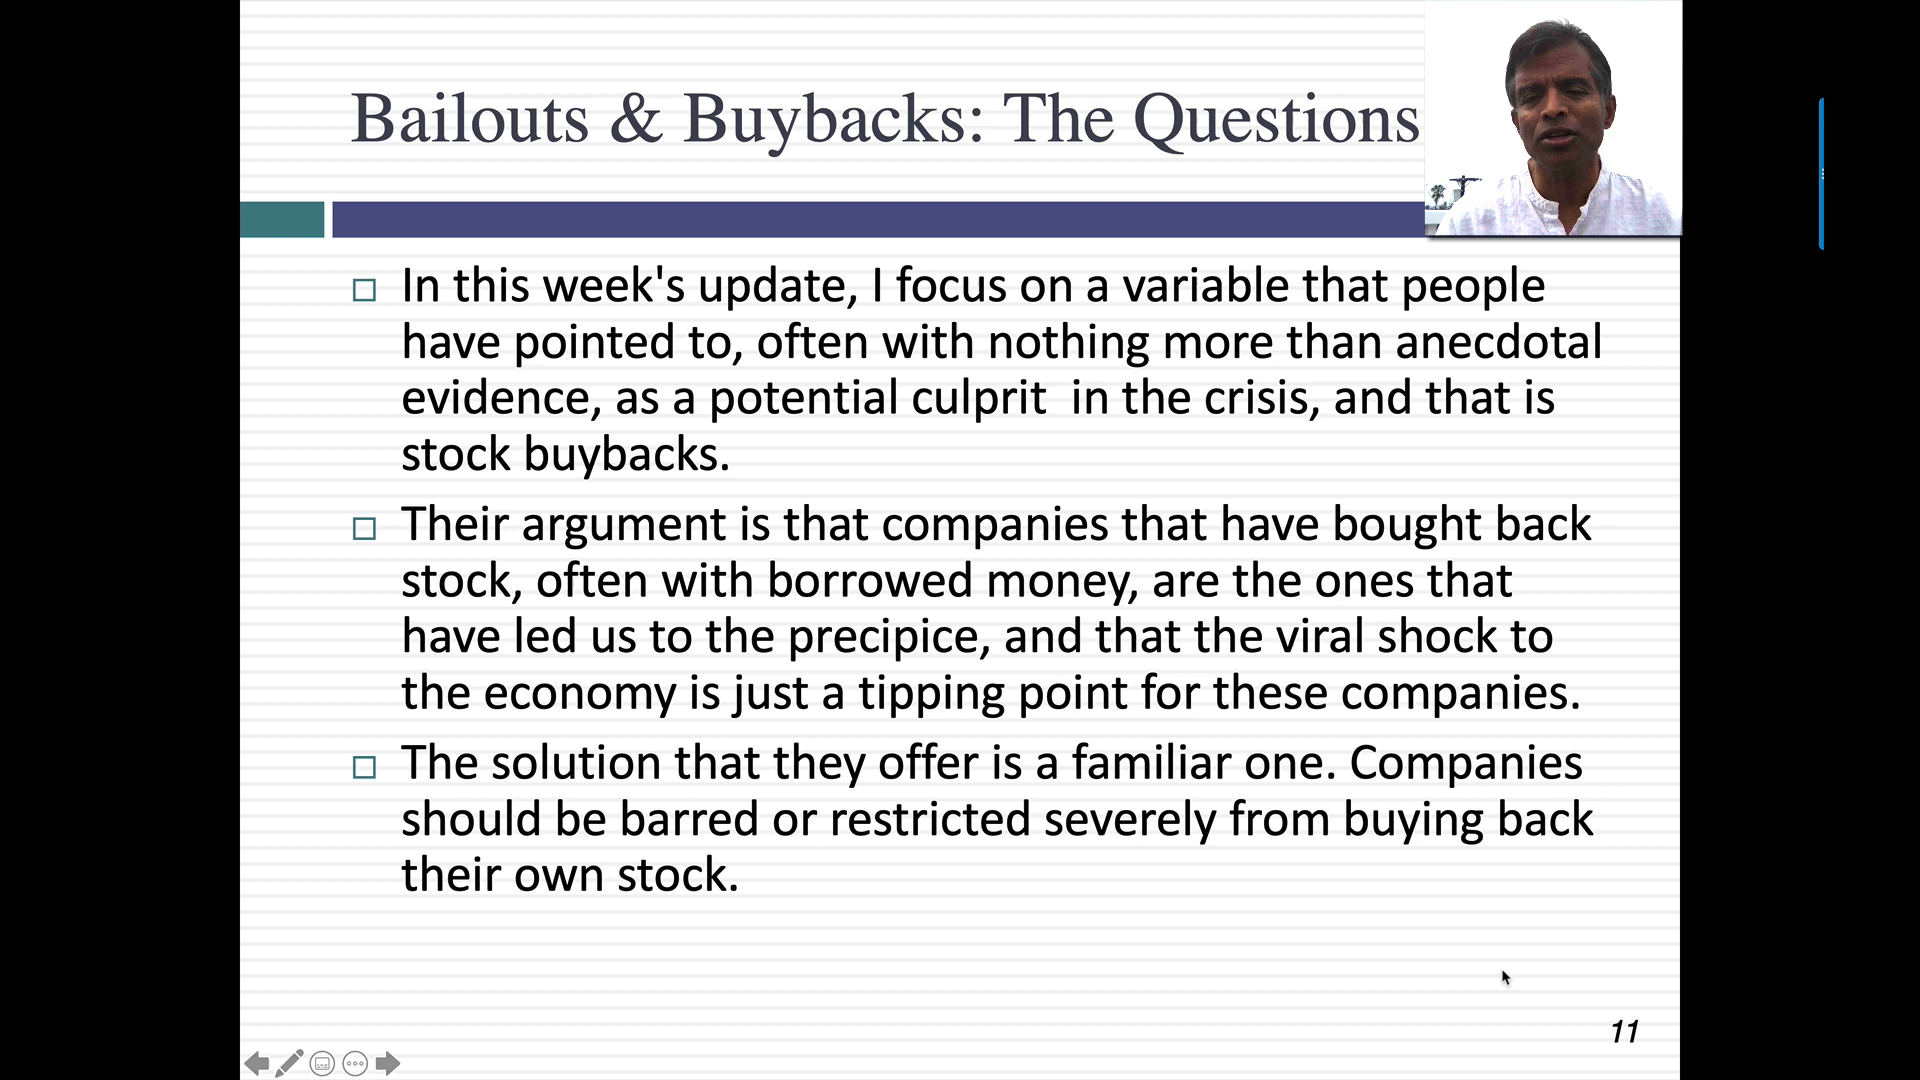 Bailouts & Buybacks: The Questions
In this week's update, I focus on a variable that people
have pointed to, often with nothing more than anecdotal
evidence, as a potential culprit  in the crisis, and that is
stock buybacks.
Their argument is that companies that have bought back
stock, often with borrowed money, are the ones that
have led us to the precipice, and that the viral shock to
the economy is just a tipping point for these companies.
The solution that they offer is a familiar one. Companies
should be barred or restricted severely from buying back
their own stock.
11